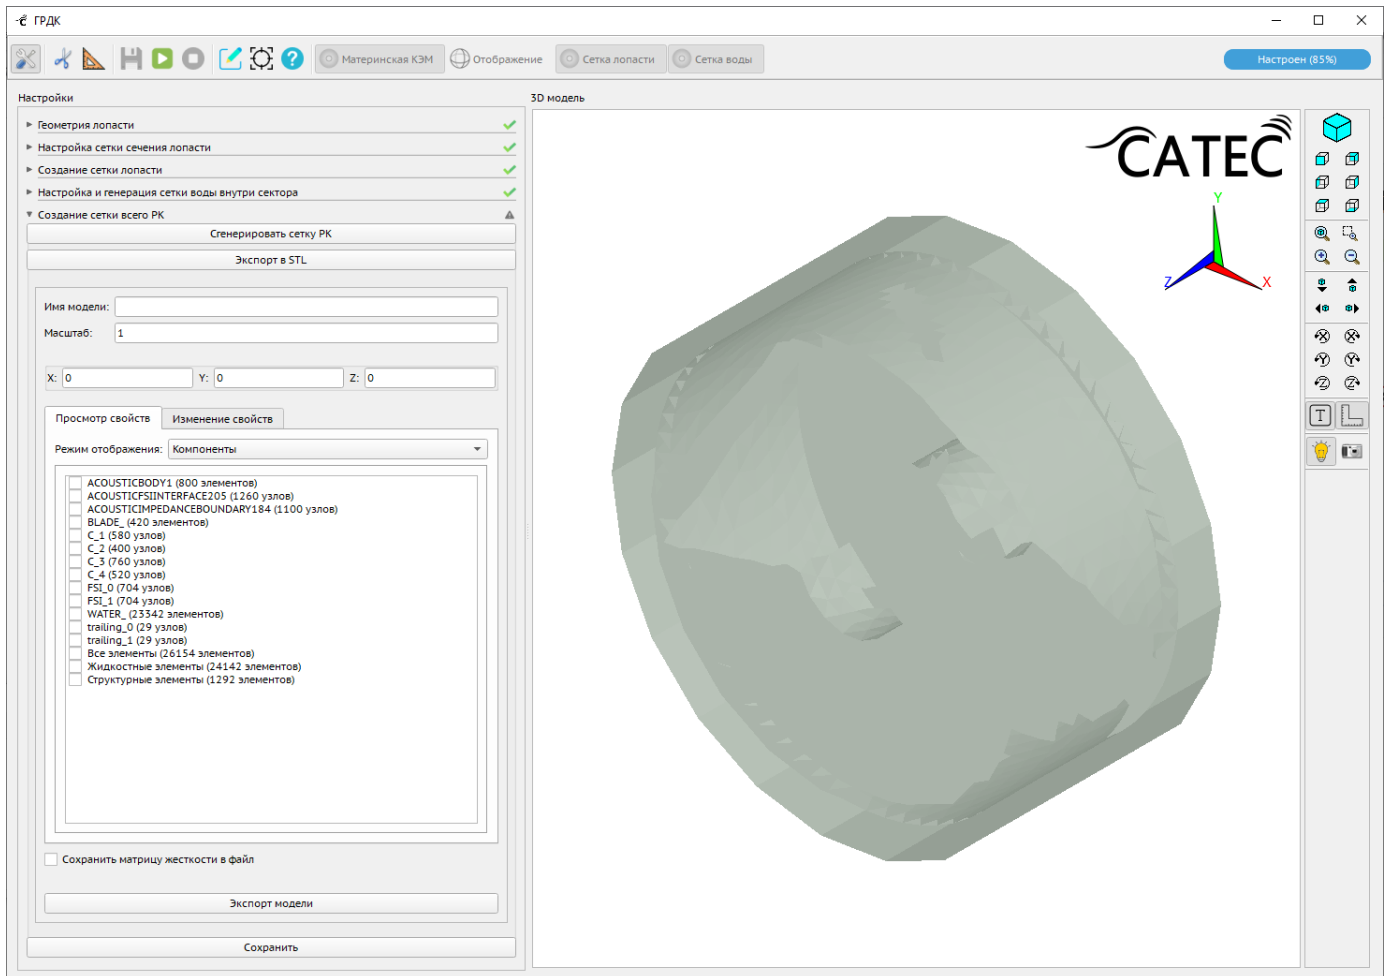 ГРДК
Материнская КЭМ
Отображение
Сетка лопасти
Сетка воды
Настроен (85%)
Настройки
3D модель
Геометрия лопасти
Настройка сетки сечения лопасти
Создание сетки лопасти
Настройка и генерация сетки воды внутри сектора
Создание сетки всего РК
Сгенерировать сетку РК
Экспорт в STL
Имя модели:
Масштаб: 1
X: 0 Y: 0 Z: 0
Просмотр свойств Изменение свойств
Режим отображения: Компоненты
ACOUSTICBODY1 (800 элементов)
ACOUSTICFSIINTERFACE205 (1260 узлов)
ACOUSTICIMPEDANCEBOUNDARY184 (1100 узлов)
BLADE_ (420 элементов)
C_1 (580 узлов)
C_2 (400 узлов)
C_3 (760 узлов)
C_4 (520 узлов)
FSI_0 (704 узлов)
FSI_1 (704 узлов)
WATER_ (23342 элементов)
trailing_0 (29 узлов)
trailing_1 (29 узлов)
Все элементы (26154 элементов)
Жидкостные элементы (24142 элементов)
Структурные элементы (1292 элементов)
Сохранить матрицу жесткости в файл
Экспорт модели
Сохранить
CATEC
Y
Z
X
X X
Y Y
Z Z
T